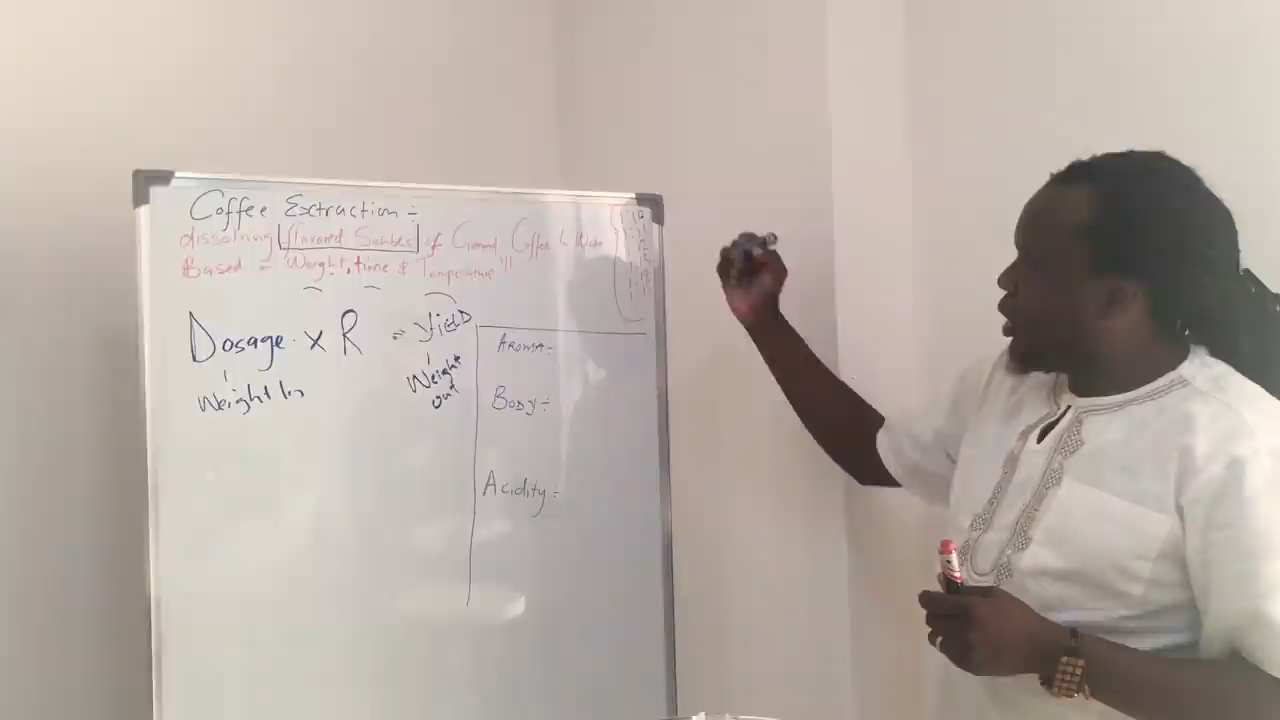 Coffee Extraction:-
dissolving flavored Solubles of Ground Coffee In Water
Based - Weight, time & Temperature"
Dosage x R = YiELD
Weight In
Weight
out
AROMA:-
BODY:-
Acidity:-